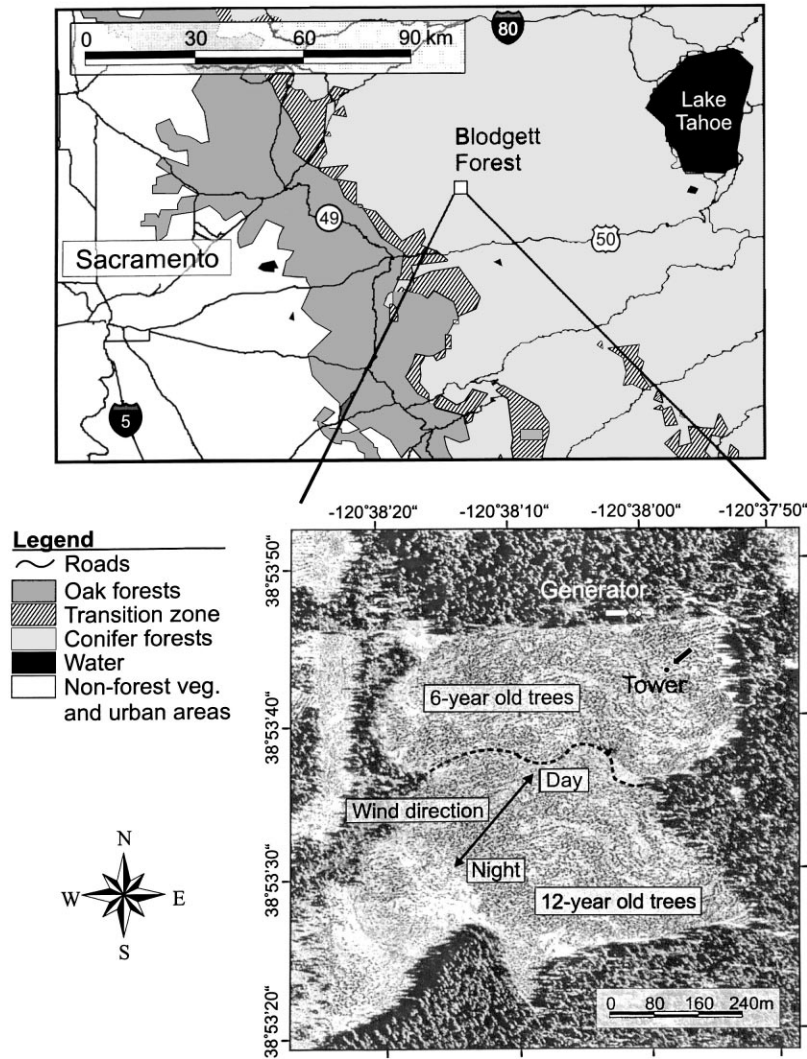 0 30 60 90 km
80
Lake
Tahoe
Blodgett
Forest
49
50
Sacramento
5
-120°38'20" -120°38'10" -120°38'00" -120°37'50"
Legend
Roads
Oak forests
Transition zone
Conifer forests
Water
Non-forest veg.
and urban areas
38°53'50"
38°53'40"
38°53'30"
38°53'20"
Generator
Tower
6-year old trees
Day
Wind direction
Night
12-year old trees
0 80 160 240m
N
W E
S